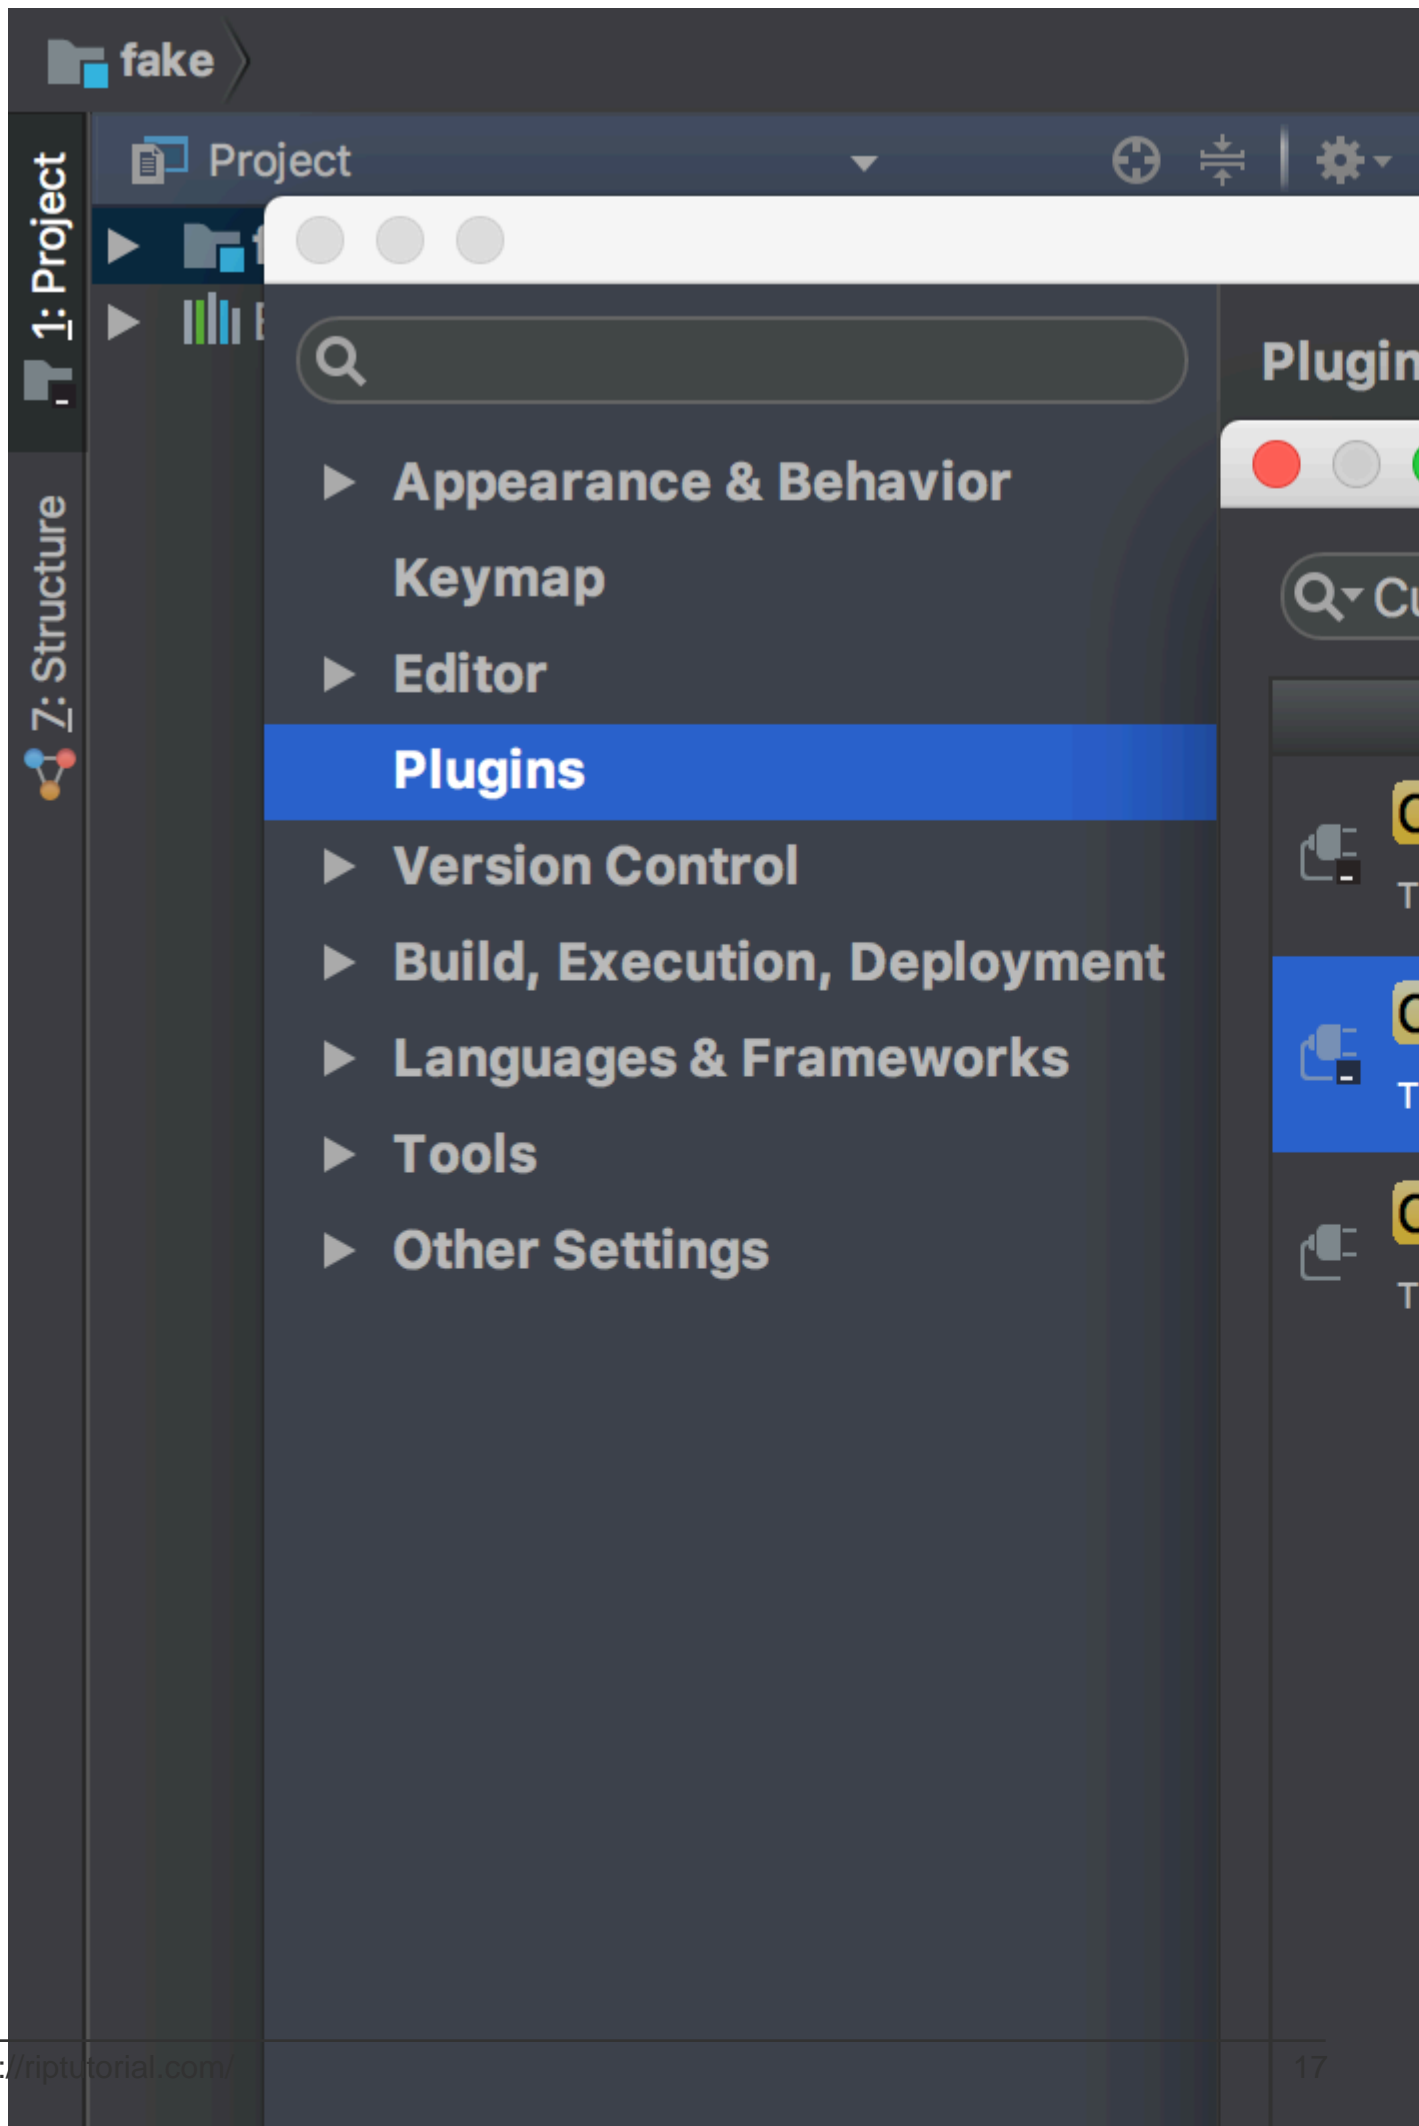 fake
Project
1: Project
7: Structure
Appearance & Behavior
Keymap
Editor
Plugins
Version Control
Build, Execution, Deployment
Languages & Frameworks
Tools
Other Settings
://riptutorial.com/
17